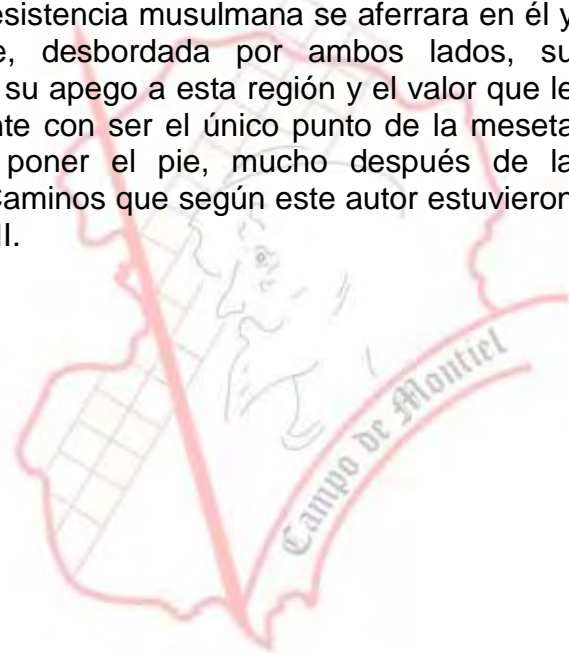 esistencia musulmana se aferrara en él y
e, desbordada por ambos lados, su
su apego a esta región y el valor que le
nte con ser el único punto de la meseta
poner el pie, mucho después de la
Caminos que según este autor estuvieron
II.
Campo de Montiel